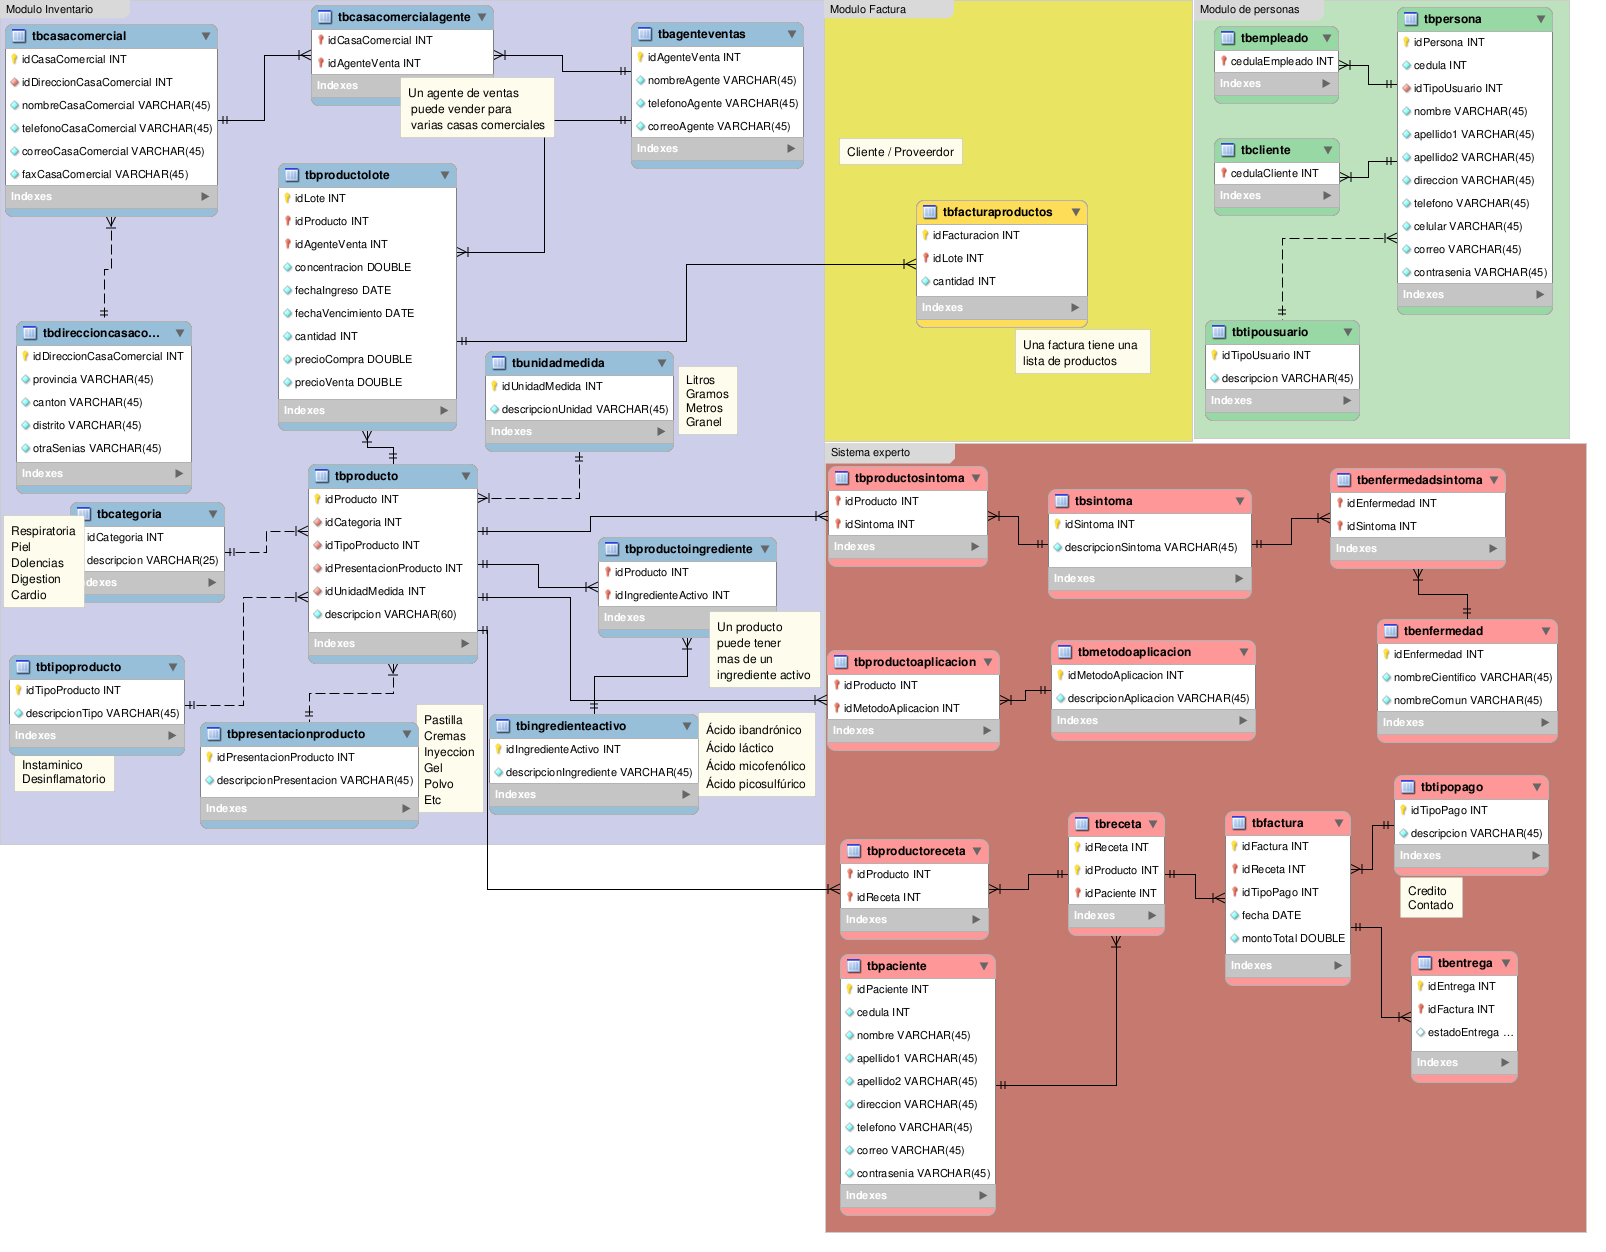 Modulo Inventario
tbcasacomercial
idCasaComercial INT
idDireccionCasaComercial INT
nombreCasaComercial VARCHAR(45)
telefonoCasaComercial VARCHAR(45)
correoCasaComercial VARCHAR(45)
faxCasaComercial VARCHAR(45)
Indexes
tbcasacomercialagente
idCasaComercial INT
idAgenteVenta INT
Indexes
Un agente de ventas
puede vender para
varias casas comerciales
tbagenteventas
idAgenteVenta INT
nombreAgente VARCHAR(45)
telefonoAgente VARCHAR(45)
correoAgente VARCHAR(45)
Indexes
tbproductolote
idLote INT
idProducto INT
idAgenteVenta INT
concentracion DOUBLE
fechaIngreso DATE
fechaVencimiento DATE
cantidad INT
precioCompra DOUBLE
precioVenta DOUBLE
Indexes
tbdireccioncasaco...
idDireccionCasaComercial INT
provincia VARCHAR(45)
canton VARCHAR(45)
distrito VARCHAR(45)
otraSenias VARCHAR(45)
Indexes
tbunidadmedida
idUnidadMedida INT
descripcionUnidad VARCHAR(45)
Indexes
Litros
Gramos
Metros
Granel
tbproducto
idProducto INT
idCategoria INT
idTipoProducto INT
idPresentacionProducto INT
idUnidadMedida INT
descripcion VARCHAR(60)
Indexes
tbcategoria
idCategoria INT
descripcion VARCHAR(25)
dexes
Respiratoria
Piel
Dolencias
Digestion
Cardio
tbproductoingrediente
idProducto INT
idIngredienteActivo INT
Indexes
Un producto
puede tener
mas de un
ingrediente activo
tbtipoproducto
idTipoProducto INT
descripcionTipo VARCHAR(45)
Indexes
Instaminico
Desinflamatorio
tbpresentacionproducto
idPresentacionProducto INT
descripcionPresentacion VARCHAR(45)
Indexes
Pastilla
Cremas
Inyeccion
Gel
Polvo
Etc
tbingredienteactivo
idIngredienteActivo INT
descripcionIngrediente VARCHAR(45)
Indexes
Ácido ibandrónico
Ácido láctico
Ácido micofenólico
Ácido picosulfúrico
Modulo Factura
Cliente / Proveerdor
tbfacturaproductos
idFacturacion INT
idLote INT
cantidad INT
Indexes
Una factura tiene una
lista de productos
Modulo de personas
tbempleado
cedulaEmpleado INT
Indexes
tbcliente
cedulaCliente INT
Indexes
tbpersona
idPersona INT
cedula INT
idTipoUsuario INT
nombre VARCHAR(45)
apellido1 VARCHAR(45)
apellido2 VARCHAR(45)
direccion VARCHAR(45)
telefono VARCHAR(45)
celular VARCHAR(45)
correo VARCHAR(45)
contrasenia VARCHAR(45)
Indexes
tbtipousuario
idTipoUsuario INT
descripcion VARCHAR(45)
Indexes
Sistema experto
tbproductosintoma
idProducto INT
idSintoma INT
Indexes
tbsintoma
idSintoma INT
descripcionSintoma VARCHAR(45)
Indexes
tbenfermedadsintoma
idEnfermedad INT
idSintoma INT
Indexes
tbenfermedad
idEnfermedad INT
nombreCientifico VARCHAR(45)
nombreComun VARCHAR(45)
Indexes
tbproductoaplicacion
idProducto INT
idMetodoAplicacion INT
Indexes
tbmetodoaplicacion
idMetodoAplicacion INT
descripcionAplicacion VARCHAR(45)
Indexes
tbtipopago
idTipoPago INT
descripcion VARCHAR(45)
Indexes
Credito
Contado
tbproductoreceta
idProducto INT
idReceta INT
Indexes
tbreceta
idReceta INT
idProducto INT
idPaciente INT
Indexes
tbfactura
idFactura INT
idReceta INT
idTipoPago INT
fecha DATE
montoTotal DOUBLE
Indexes
tbentrega
idEntrega INT
idFactura INT
estadoEntrega ...
Indexes
tbpaciente
idPaciente INT
cedula INT
nombre VARCHAR(45)
apellido1 VARCHAR(45)
apellido2 VARCHAR(45)
direccion VARCHAR(45)
telefono VARCHAR(45)
correo VARCHAR(45)
contrasenia VARCHAR(45)
Indexes